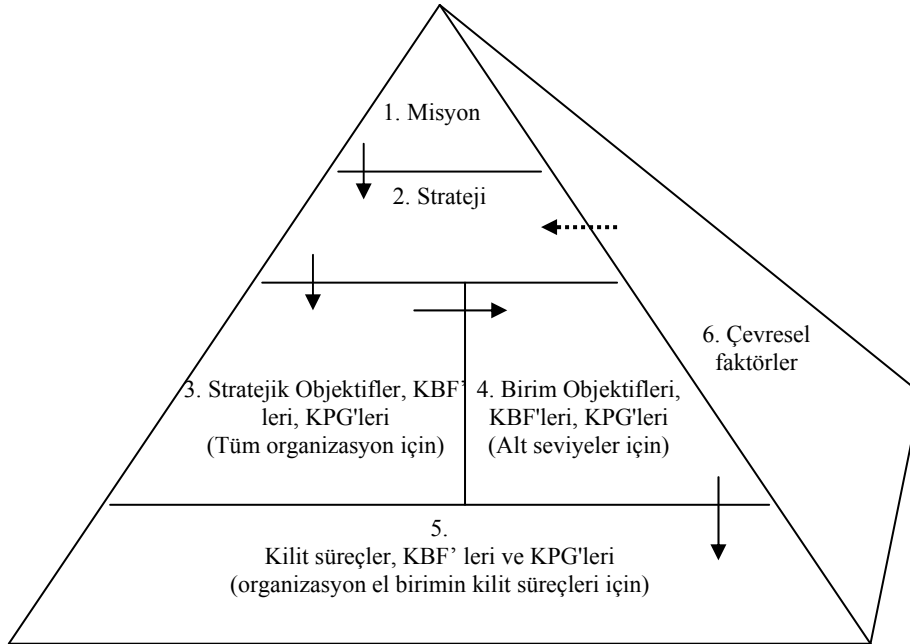 1. Misyon
2. Strateji
6. Çevresel
faktörler
3. Stratejik Objektifler, KBF’
leri, KPG'leri
(Tüm organizasyon için)
4. Birim Objektifleri,
KBF'leri, KPG'leri
(Alt seviyeler için)
5.
Kilit süreçler, KBF’ leri ve KPG'leri
(organizasyon el birimin kilit süreçleri için)